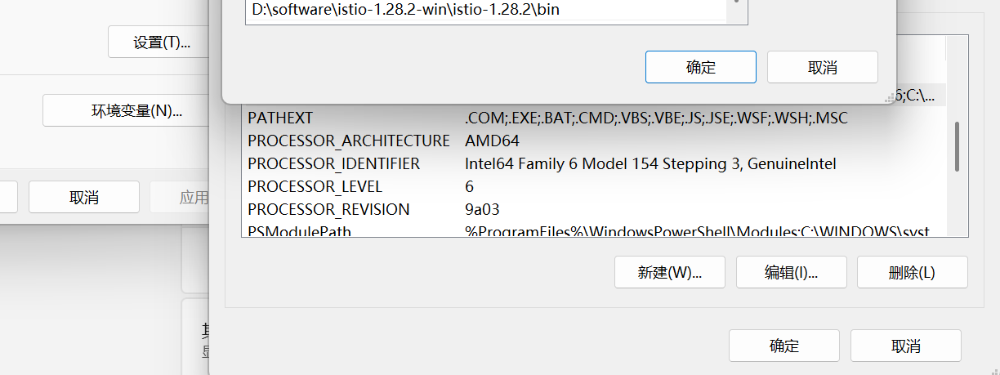 D:\software\istio-1.28.2-win\istio-1.28.2\bin
设置(T)...
确定
取消
6;C:\...
环境变量(N)...
PATHEXT .COM;.EXE;.BAT;.CMD;.VBS;.VBE;.JS;.JSE;.WSF;.WSH;.MSC
PROCESSOR_ARCHITECTURE AMD64
PROCESSOR_IDENTIFIER Intel64 Family 6 Model 154 Stepping 3, GenuineIntel
PROCESSOR_LEVEL 6
取消
应用
PROCESSOR_REVISION 9a03
PSModulePath %ProgramFiles%\WindowsPowerShell\Modules;C:\WINDOWS\syst
新建(W)...
编辑(I)...
删除(L)
确定
取消